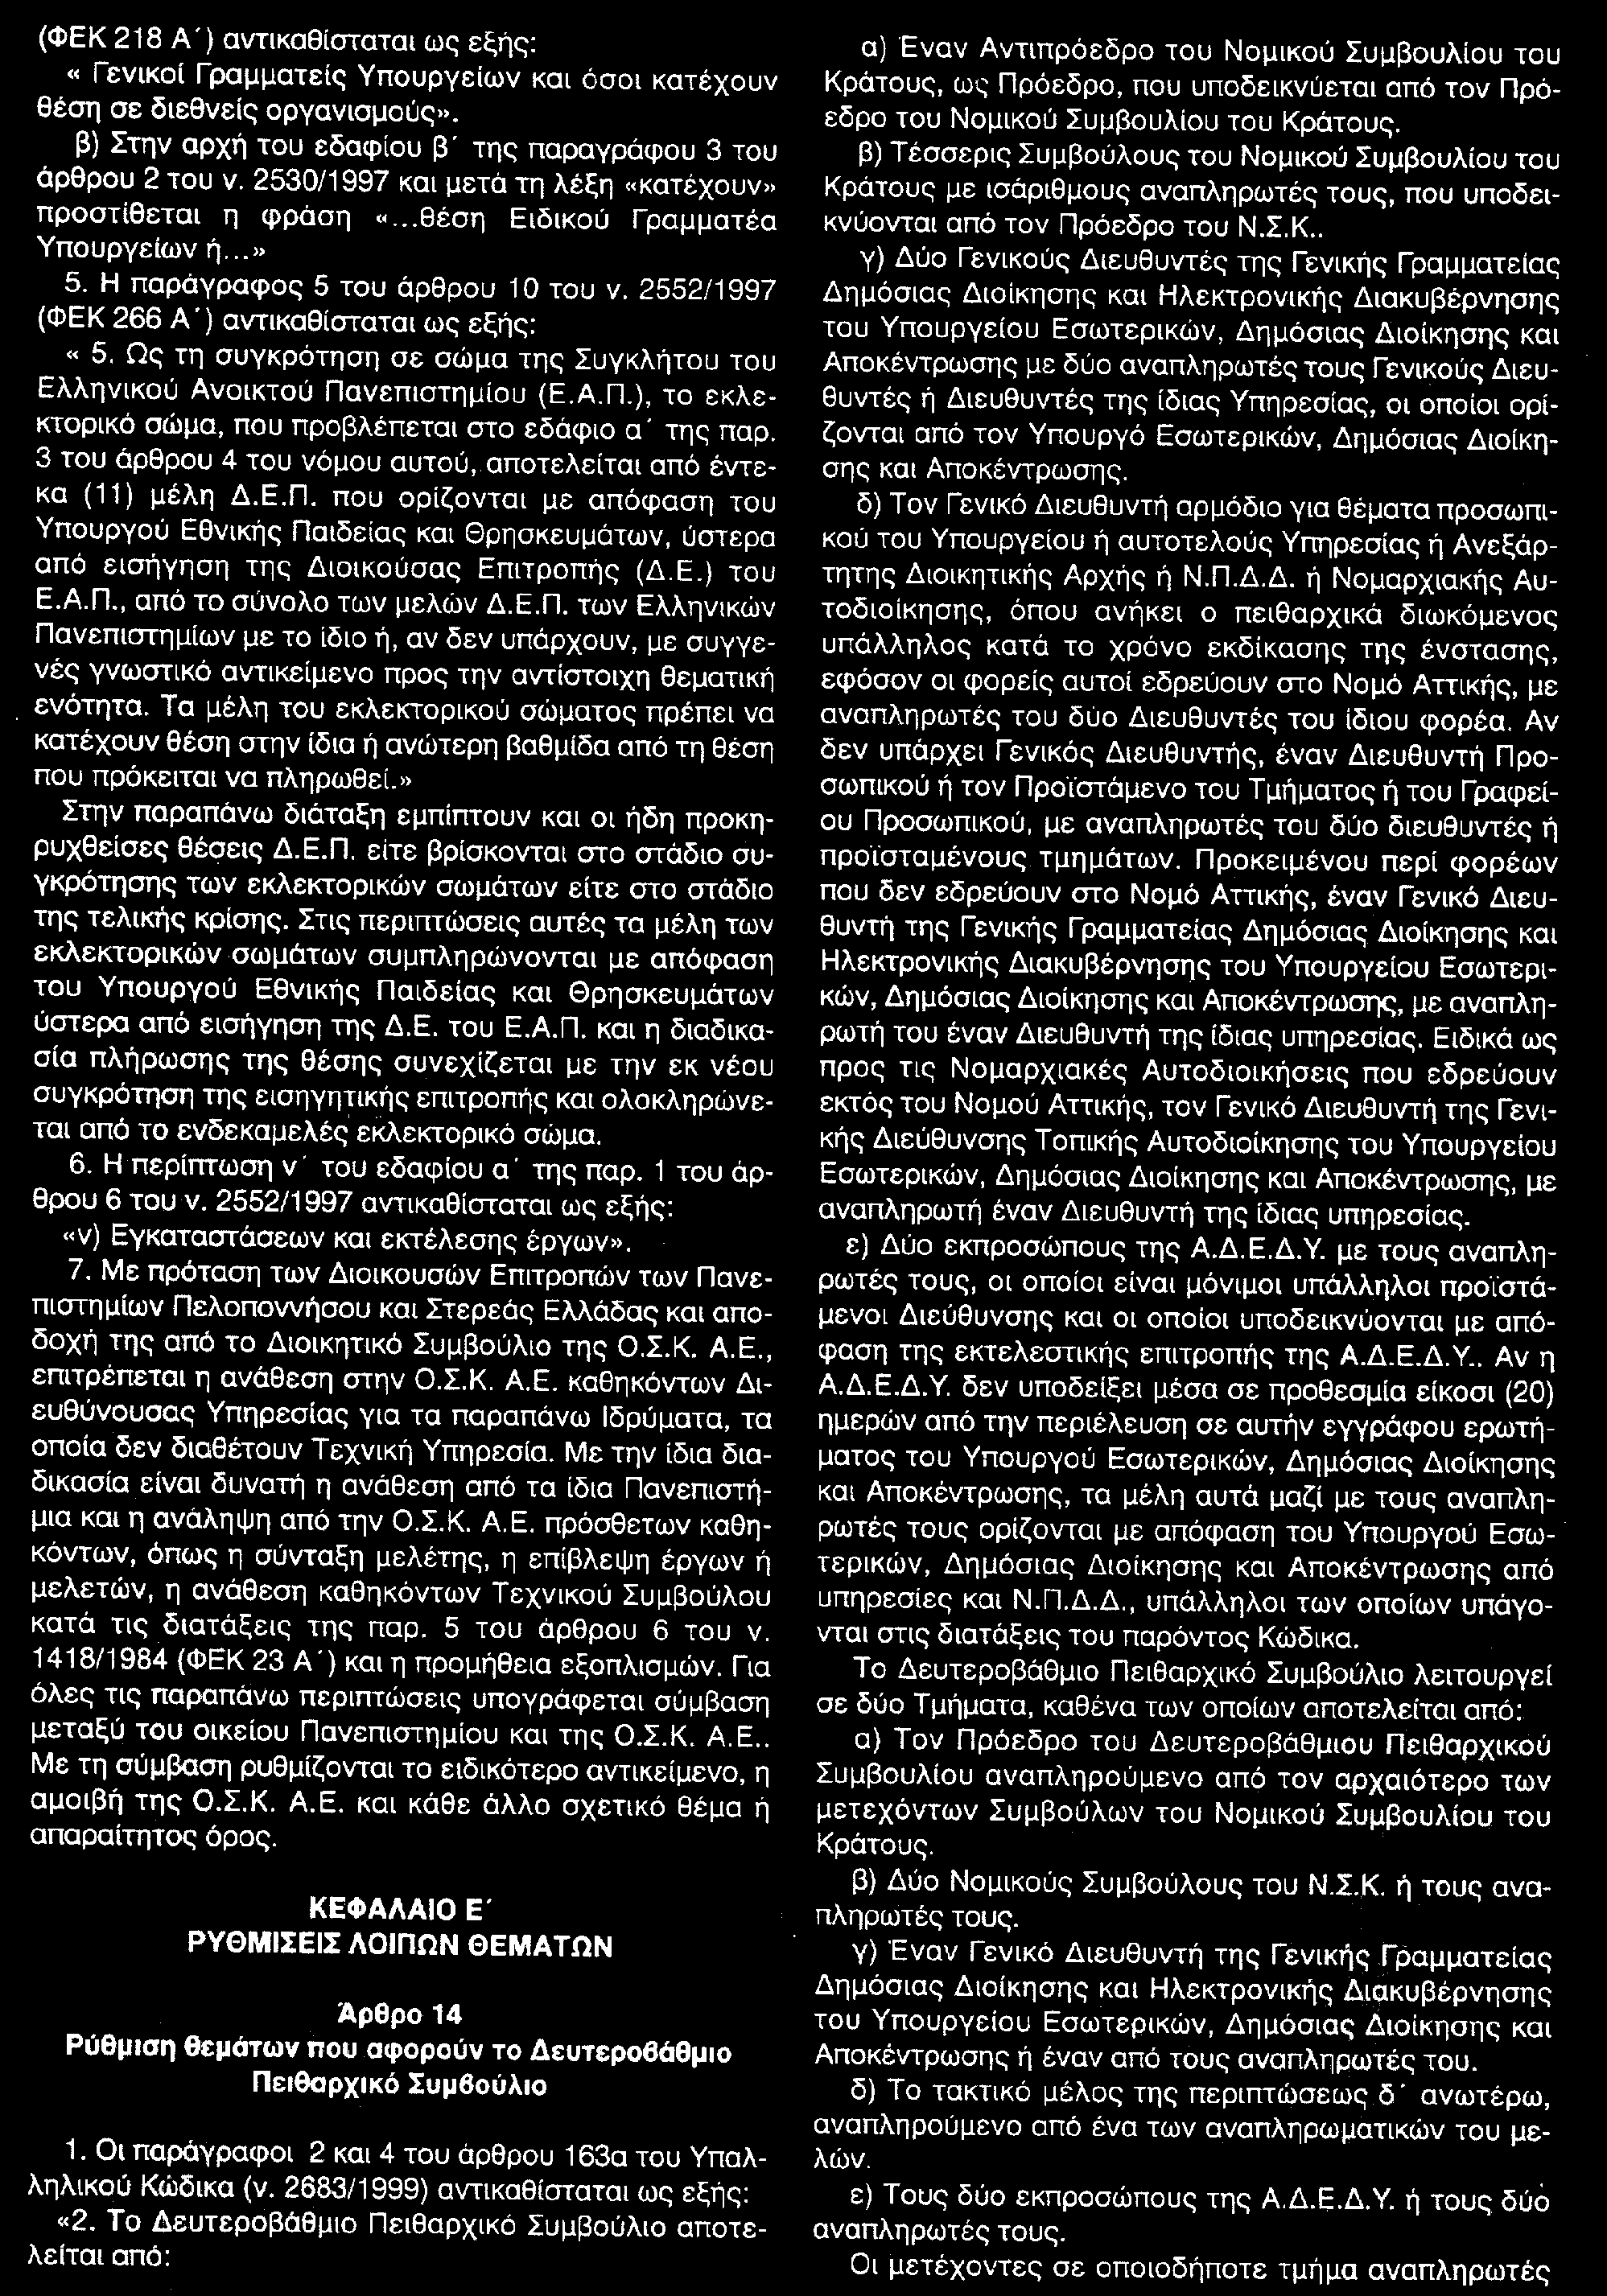 (ΦΕΚ 218 Α΄) αντικαθίσταται ως εξής:
« Γενικοί Γραμματείς Υπουργείων και όσοι κατέχουν
θέση σε διεθνείς οργανισμούς».
β) Στην αρχή του εδαφίου β΄ της παραγράφου 3 του
άρθρου 2 του ν. 2530/1997 και μετά τη λέξη «κατέχουν»
προστίθεται η φράση «...θέση Ειδικού Γραμματέα
Υπουργείων ή...»
5. Η παράγραφος 5 του άρθρου 10 του ν. 2552/1997
(ΦΕΚ 266 Α΄) αντικαθίσταται ως εξής:
« 5. Ως τη συγκρότηση σε σώμα της Συγκλήτου του
Ελληνικού Ανοικτού Πανεπιστημίου (Ε.Α.Π.), το εκλε-
κτορικό σώμα, που προβλέπεται στο εδάφιο α΄ της παρ.
3 του άρθρου 4 του νόμου αυτού, αποτελείται από έντε-
κα (11) μέλη Δ.Ε.Π. που ορίζονται με απόφαση του
Υπουργού Εθνικής Παιδείας και Θρησκευμάτων, ύστερα
από εισήγηση της Διοικούσας Επιτροπής (Δ.Ε.) του
Ε.Α.Π., από το σύνολο των μελών Δ.Ε.Π. των Ελληνικών
Πανεπιστημίων με το ίδιο ή, αν δεν υπάρχουν, με συγγε-
νές γνωστικό αντικείμενο προς την αντίστοιχη θεματική
ενότητα. Τα μέλη του εκλεκτορικού σώματος πρέπει να
κατέχουν θέση στην ίδια ή ανώτερη βαθμίδα από τη θέση
που πρόκειται να πληρωθεί.»
Στην παραπάνω διάταξη εμπίπτουν και οι ήδη προκη-
ρυχθείσες θέσεις Δ.Ε.Π. είτε βρίσκονται στο στάδιο συ-
γκρότησης των εκλεκτορικών σωμάτων είτε στο στάδιο
της τελικής κρίσης. Στις περιπτώσεις αυτές τα μέλη των
εκλεκτορικών σωμάτων συμπληρώνονται με απόφαση
του Υπουργού Εθνικής Παιδείας και Θρησκευμάτων
ύστερα από εισήγηση της Δ.Ε. του Ε.Α.Π. και η διαδικα-
σία πλήρωσης της θέσης συνεχίζεται με την εκ νέου
συγκρότηση της εισηγητικής επιτροπής και ολοκληρώνε-
ται από το ενδεκαμελές εκλεκτορικό σώμα.
6. Η περίπτωση ν΄ του εδαφίου α΄ της παρ. 1 του άρ-
θρου 6 του ν. 2552/1997 αντικαθίσταται ως εξής:
«ν) Εγκαταστάσεων και εκτέλεσης έργων».
7. Με πρόταση των Διοικουσών Επιτροπών των Πανε-
πιστημίων Πελοποννήσου και Στερεάς Ελλάδας και απο-
δοχή της από το Διοικητικό Συμβούλιο της Ο.Σ.Κ. Α.Ε.,
επιτρέπεται η ανάθεση στην Ο.Σ.Κ. Α.Ε. καθηκόντων Δι-
ευθύνουσας Υπηρεσίας για τα παραπάνω Ιδρύματα, τα
οποία δεν διαθέτουν Τεχνική Υπηρεσία. Με την ίδια δια-
δικασία είναι δυνατή η ανάθεση από τα ίδια Πανεπιστή-
μια και η ανάληψη από την Ο.Σ.Κ. Α.Ε. πρόσθετων καθη-
κόντων, όπως η σύνταξη μελέτης, η επίβλεψη έργων ή
μελετών, η ανάθεση καθηκόντων Τεχνικού Συμβούλου
κατά τις διατάξεις της παρ. 5 του άρθρου 6 του ν.
1418/1984 (ΦΕΚ 23 Α΄) και η προμήθεια εξοπλισμών. Για
όλες τις παραπάνω περιπτώσεις υπογράφεται σύμβαση
μεταξύ του οικείου Πανεπιστημίου και της Ο.Σ.Κ. Α.Ε..
Με τη σύμβαση ρυθμίζονται το ειδικότερο αντικείμενο, η
αμοιβή της Ο.Σ.Κ. Α.Ε. και κάθε άλλο σχετικό θέμα ή
απαραίτητος όρος.
ΚΕΦΑΛΑΙΟ Ε΄
ΡΥΘΜΙΣΕΙΣ ΛΟΙΠΩΝ ΘΕΜΑΤΩΝ
Άρθρο 14
Ρύθμιση θεμάτων που αφορούν το Δευτεροβάθμιο
Πειθαρχικό Συμβούλιο
1. Οι παράγραφοι 2 και 4 του άρθρου 163α του Υπαλ-
ληλικού Κώδικα (ν. 2683/1999) αντικαθίσταται ως εξής:
«2. Το Δευτεροβάθμιο Πειθαρχικό Συμβούλιο αποτε-
λείται από:
α) Έναν Αντιπρόεδρο του Νομικού Συμβουλίου του
Κράτους, ως Πρόεδρο, που υποδεικνύεται από τον Πρό-
εδρο του Νομικού Συμβουλίου του Κράτους.
β) Τέσσερις Συμβούλους του Νομικού Συμβουλίου του
Κράτους με ισάριθμους αναπληρωτές τους, που υποδει-
κνύονται από τον Πρόεδρο του Ν.Σ.Κ..
γ) Δύο Γενικούς Διευθυντές της Γενικής Γραμματείας
Δημόσιας Διοίκησης και Ηλεκτρονικής Διακυβέρνησης
του Υπουργείου Εσωτερικών, Δημόσιας Διοίκησης και
Αποκέντρωσης με δύο αναπληρωτές τους Γενικούς Διευ-
θυντές ή Διευθυντές της ίδιας Υπηρεσίας, οι οποίοι ορί-
ζονται από τον Υπουργό Εσωτερικών, Δημόσιας Διοίκη-
σης και Αποκέντρωσης.
δ) Τον Γενικό Διευθυντή αρμόδιο για θέματα προσωπι-
κού του Υπουργείου ή αυτοτελούς Υπηρεσίας ή Ανεξάρ-
τητης Διοικητικής Αρχής ή Ν.Π.Δ.Δ. ή Νομαρχιακής Αυ-
τοδιοίκησης, όπου ανήκει ο πειθαρχικά διωκόμενος
υπάλληλος κατά το χρόνο εκδίκασης της ένστασης,
εφόσον οι φορείς αυτοί εδρεύουν στο Νομό Αττικής, με
αναπληρωτές του δύο Διευθυντές του ίδιου φορέα. Αν
δεν υπάρχει Γενικός Διευθυντής, έναν Διευθυντή Προ-
σωπικού ή τον Προϊστάμενο του Τμήματος ή του Γραφεί-
ου Προσωπικού, με αναπληρωτές του δύο διευθυντές ή
προϊσταμένους τμημάτων. Προκειμένου περί φορέων
που δεν εδρεύουν στο Νομό Αττικής, έναν Γενικό Διευ-
θυντή της Γενικής Γραμματείας Δημόσιας Διοίκησης και
Ηλεκτρονικής Διακυβέρνησης του Υπουργείου Εσωτερι-
κών, Δημόσιας Διοίκησης και Αποκέντρωσης, με αναπλη-
ρωτή του έναν Διευθυντή της ίδιας υπηρεσίας. Ειδικά ως
προς τις Νομαρχιακές Αυτοδιοικήσεις που εδρεύουν
εκτός του Νομού Αττικής, τον Γενικό Διευθυντή της Γενι-
κής Διεύθυνσης Τοπικής Αυτοδιοίκησης του Υπουργείου
Εσωτερικών, Δημόσιας Διοίκησης και Αποκέντρωσης, με
αναπληρωτή έναν Διευθυντή της ίδιας υπηρεσίας.
ε) Δύο εκπροσώπους της Α.Δ.Ε.Δ.Υ. με τους αναπλη-
ρωτές τους, οι οποίοι είναι μόνιμοι υπάλληλοι προϊστά-
μενοι Διεύθυνσης και οι οποίοι υποδεικνύονται με από-
φαση της εκτελεστικής επιτροπής της Α.Δ.Ε.Δ.Υ.. Αν η
Α.Δ.Ε.Δ.Υ. δεν υποδείξει μέσα σε προθεσμία είκοσι (20)
ημερών από την περιέλευση σε αυτήν εγγράφου ερωτή-
ματος του Υπουργού Εσωτερικών, Δημόσιας Διοίκησης
και Αποκέντρωσης, τα μέλη αυτά μαζί με τους αναπλη-
ρωτές τους ορίζονται με απόφαση του Υπουργού Εσω-
τερικών, Δημόσιας Διοίκησης και Αποκέντρωσης από
υπηρεσίες και Ν.Π.Δ.Δ., υπάλληλοι των οποίων υπάγο-
νται στις διατάξεις του παρόντος Κώδικα.
Το Δευτεροβάθμιο Πειθαρχικό Συμβούλιο λειτουργεί
σε δύο Τμήματα, καθένα των οποίων αποτελείται από:
α) Τον Πρόεδρο του Δευτεροβάθμιου Πειθαρχικού
Συμβουλίου αναπληρούμενο από τον αρχαιότερο των
μετεχόντων Συμβούλων του Νομικού Συμβουλίου του
Κράτους.
β) Δύο Νομικούς Συμβούλους του Ν.Σ.Κ. ή τους ανα-
πληρωτές τους.
γ) Έναν Γενικό Διευθυντή της Γενικής Γραμματείας
Δημόσιας Διοίκησης και Ηλεκτρονικής Διακυβέρνησης
του Υπουργείου Εσωτερικών, Δημόσιας Διοίκησης και
Αποκέντρωσης ή έναν από τους αναπληρωτές του.
δ) Το τακτικό μέλος της περιπτώσεως δ΄ ανωτέρω,
αναπληρούμενο από ένα των αναπληρωματικών του με-
λών.
ε) Τους δύο εκπροσώπους της Α.Δ.Ε.Δ.Υ. ή τους δύο
αναπληρωτές τους.
Οι μετέχοντες σε οποιοδήποτε τμήμα αναπληρωτές